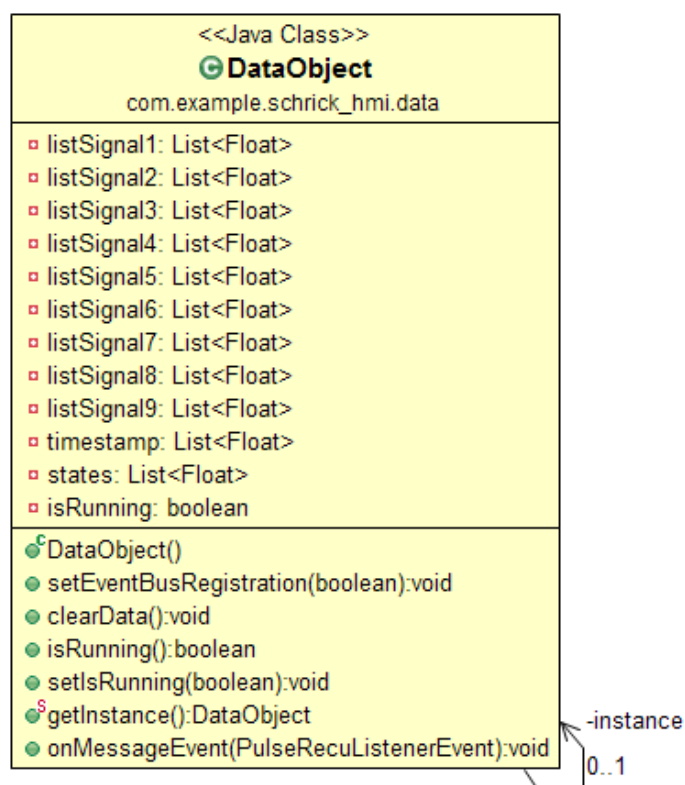 <<Java Class>>
DataObject
com.example.schrick_hmi.data
listSignal1: List<Float>
listSignal2: List<Float>
listSignal3: List<Float>
listSignal4: List<Float>
listSignal5: List<Float>
listSignal6: List<Float>
listSignal7: List<Float>
listSignal8: List<Float>
listSignal9: List<Float>
timestamp: List<Float>
states: List<Float>
isRunning: boolean
DataObject()
setEventBusRegistration(boolean):void
clearData():void
isRunning():boolean
setIsRunning(boolean):void
getInstance():DataObject
onMessageEvent(PulseRecuListenerEvent):void
-instance
0..1